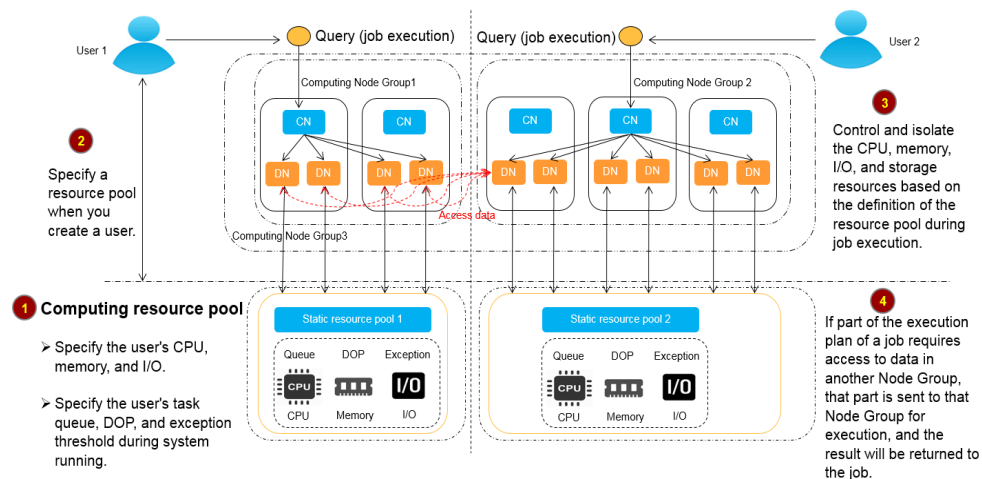 User 1
Query (job execution)
Query (job execution)
User 2
Computing Node Group1
Computing Node Group 2
CN
CN
CN
CN
CN
DN
DN
DN
DN
DN
DN
DN
DN
DN
DN
Access data
Computing Node Group3
2
Specify a
resource pool
when you
create a user.
3
Control and isolate
the CPU, memory,
I/O, and storage
resources based on
the definition of the
resource pool during
job execution.
1
Computing resource pool
➢ Specify the user's CPU,
memory, and I/O.
➢ Specify the user's task
queue, DOP, and exception
threshold during system
running.
Static resource pool 1
Queue
DOP
Exception
CPU
I/O
CPU
Memory
I/O
Static resource pool 2
Queue
DOP
Exception
CPU
I/O
CPU
Memory
I/O
4
If part of the execution
plan of a job requires
access to data in
another Node Group,
that part is sent to that
Node Group for
execution, and the
result will be returned to
the job.